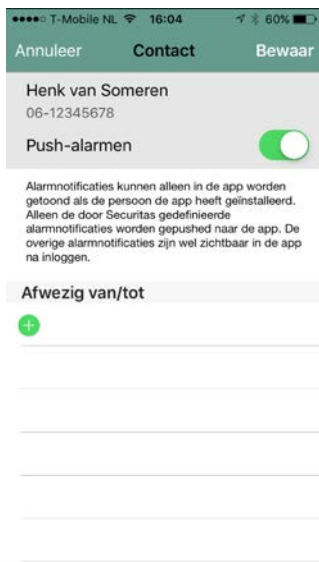 T-Mobile NL 16:04 60%
Annuleer Contact Bewaar
Henk van Someren
06-12345678
Push-alarmen
Alarmnotificaties kunnen alleen in de app worden
getoond als de persoon de app heeft geïnstalleerd.
Alleen de door Securitas gedefinieerde
alarmnotificaties worden gepushed naar de app. De
overige alarmnotificaties zijn wel zichtbaar in de app
na inloggen.
Afwezig van/tot